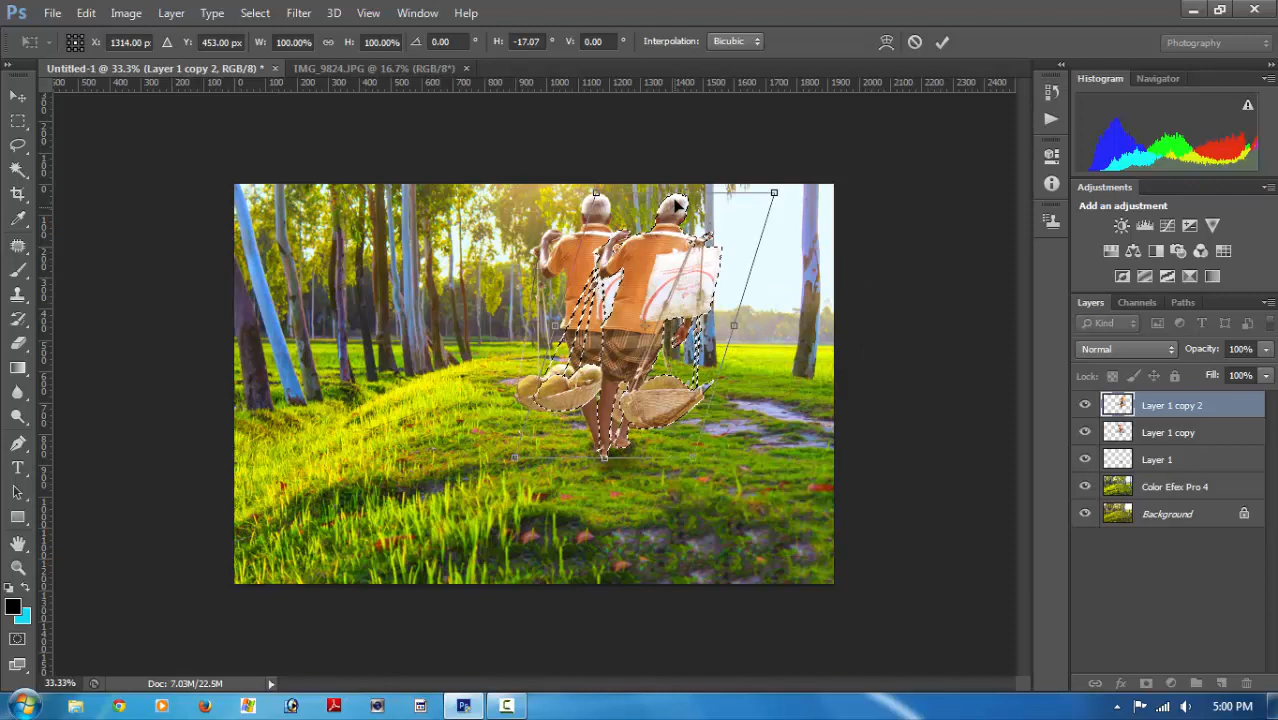 Ps File Edit Image Layer Type Select Filter 3D View Window Help
X: 1314.00 px Y: 453.00 px W: 100.00% H: 100.00% 0.00 ° H: -17.07 ° V: 0.00 ° Interpolation: Bicubic Photography
Untitled-1 @ 33.3% (Layer 1 copy 2, RGB/8) * × IMG_9824.JPG @ 16.7% (RGB/8*) ×
Histogram Navigator
Adjustments
Add an adjustment
Layers Channels Paths
Kind
Normal Opacity: 100%
Lock: Fill: 100%
Layer 1 copy 2
Layer 1 copy
Layer 1
Color Efex Pro 4
Background
33.33% Doc: 7.03M/22.5M
5:00 PM